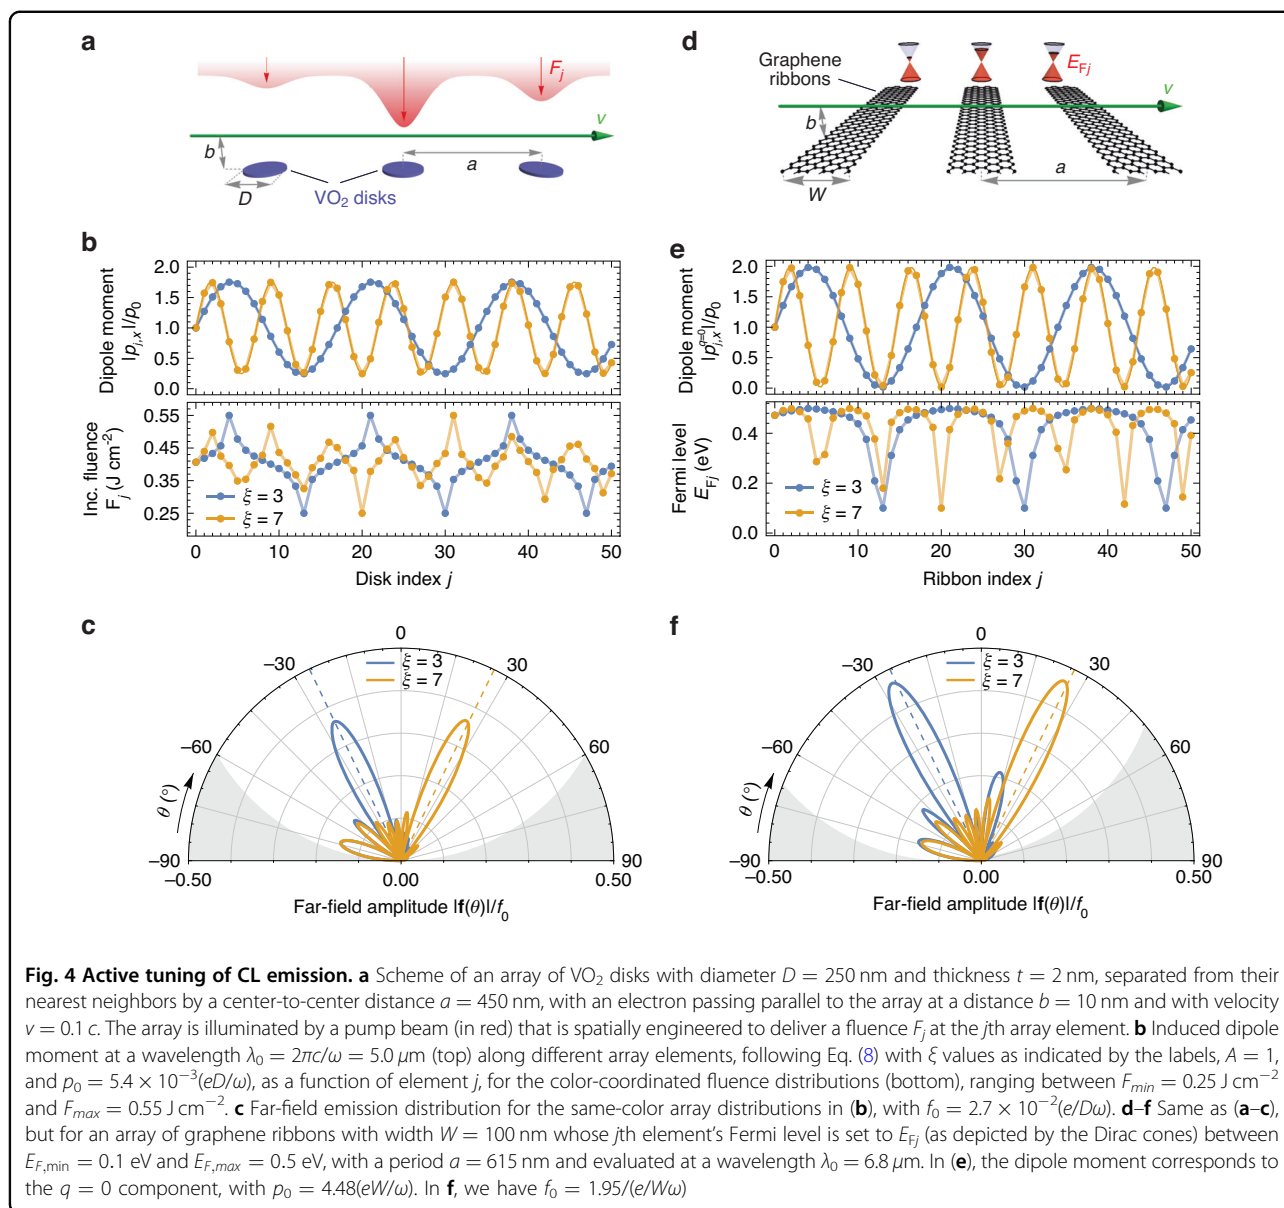 a
F_j
v
b
a
D
VO₂ disks
d
Graphene
ribbons
E_Fj
v
b
W
a
b
Dipole moment
|p_j,x|/p₀
2.0
1.5
1.0
0.5
0.0
Inc. fluence
F_j (J cm⁻²)
0.55
0.45
0.35
0.25
ξ = 3
ξ = 7
0 10 20 30 40 50
Disk index j
e
Dipole moment
|p_j,x^q=0|/p₀
2.0
1.5
1.0
0.5
0.0
Fermi level
E_Fj (eV)
0.4
0.2
0.0
ξ = 3
ξ = 7
0 10 20 30 40 50
Ribbon index j
c
0
−30 30
ξ = 3
ξ = 7
−60 60
θ (°)
−90 90
−0.50 0.00 0.50
Far-field amplitude |f(θ)|/f₀
f
0
−30 30
ξ = 3
ξ = 7
−60 60
θ (°)
−90 90
−0.50 0.00 0.50
Far-field amplitude |f(θ)|/f₀
Fig. 4 Active tuning of CL emission. a Scheme of an array of VO₂ disks with diameter D = 250 nm and thickness t = 2 nm, separated from their
nearest neighbors by a center-to-center distance a = 450 nm, with an electron passing parallel to the array at a distance b = 10 nm and with velocity
v = 0.1 c. The array is illuminated by a pump beam (in red) that is spatially engineered to deliver a fluence F_j at the jth array element. b Induced dipole
moment at a wavelength λ₀ = 2πc/ω = 5.0 μm (top) along different array elements, following Eq. (8) with ξ values as indicated by the labels, A = 1,
and p₀ = 5.4 × 10⁻³(eD/ω), as a function of element j, for the color-coordinated fluence distributions (bottom), ranging between F_min = 0.25 J cm⁻²
and F_max = 0.55 J cm⁻². c Far-field emission distribution for the same-color array distributions in (b), with f₀ = 2.7 × 10⁻²(e/Dω). d–f Same as (a–c),
but for an array of graphene ribbons with width W = 100 nm whose jth element's Fermi level is set to E_Fj (as depicted by the Dirac cones) between
E_F,min = 0.1 eV and E_F,max = 0.5 eV, with a period a = 615 nm and evaluated at a wavelength λ₀ = 6.8 μm. In (e), the dipole moment corresponds to
the q = 0 component, with p₀ = 4.48(eW/ω). In f, we have f₀ = 1.95/(e/Wω)